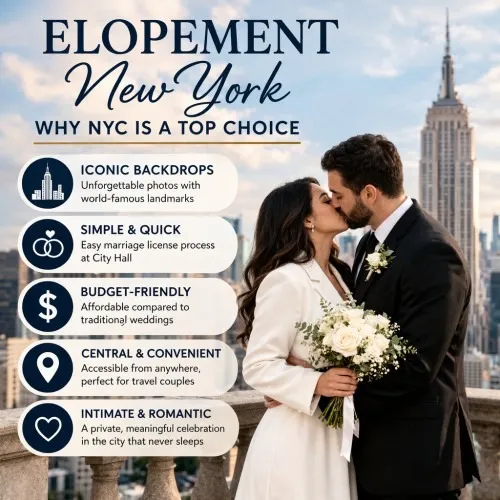 ELOPEMENT
New York
WHY NYC IS A TOP CHOICE
ICONIC BACKDROPS
Unforgettable photos with
world-famous landmarks
SIMPLE & QUICK
Easy marriage license process
at City Hall
$
BUDGET-FRIENDLY
Affordable compared to
traditional weddings
CENTRAL & CONVENIENT
Accessible from anywhere,
perfect for travel couples
INTIMATE & ROMANTIC
A private, meaningful celebration
in the city that never sleeps